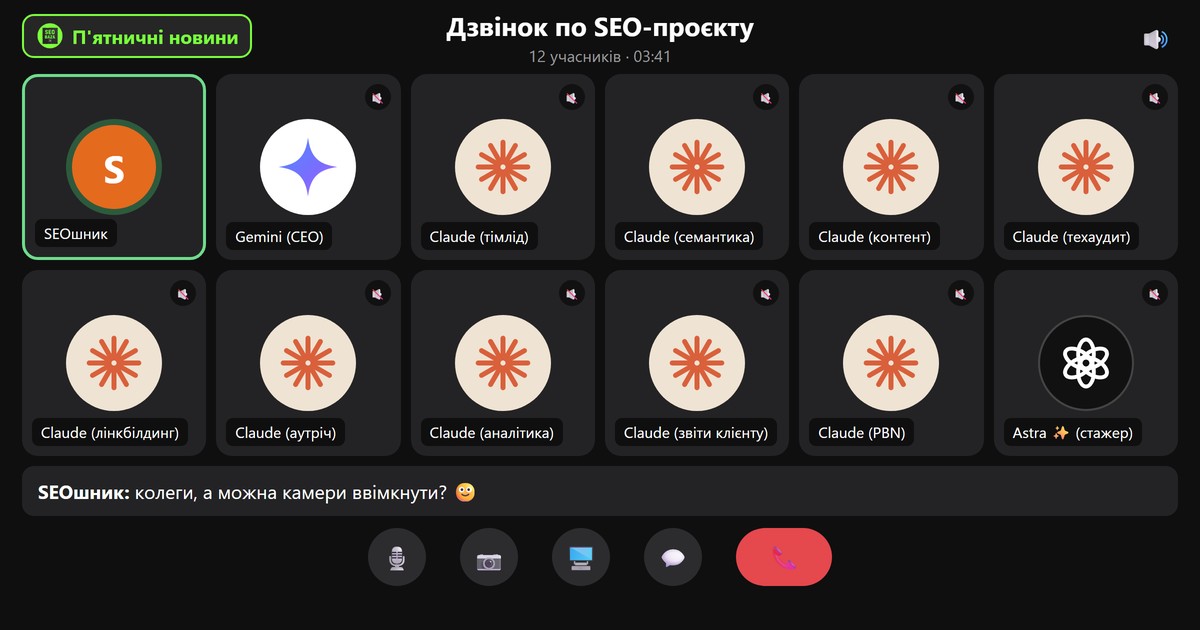 SEO
BAZA
П'ятничні новини
Дзвінок по SEO-проєкту
12 учасників · 03:41
S
SEOшник
Gemini (CEO)
Claude (тімлід)
Claude (семантика)
Claude (контент)
Claude (техаудит)
Claude (лінкбілдинг)
Claude (аутріч)
Claude (аналітика)
Claude (звіти клієнту)
Claude (PBN)
Astra ✨ (стажер)
SEOшник: колеги, а можна камери ввімкнути? 🙂